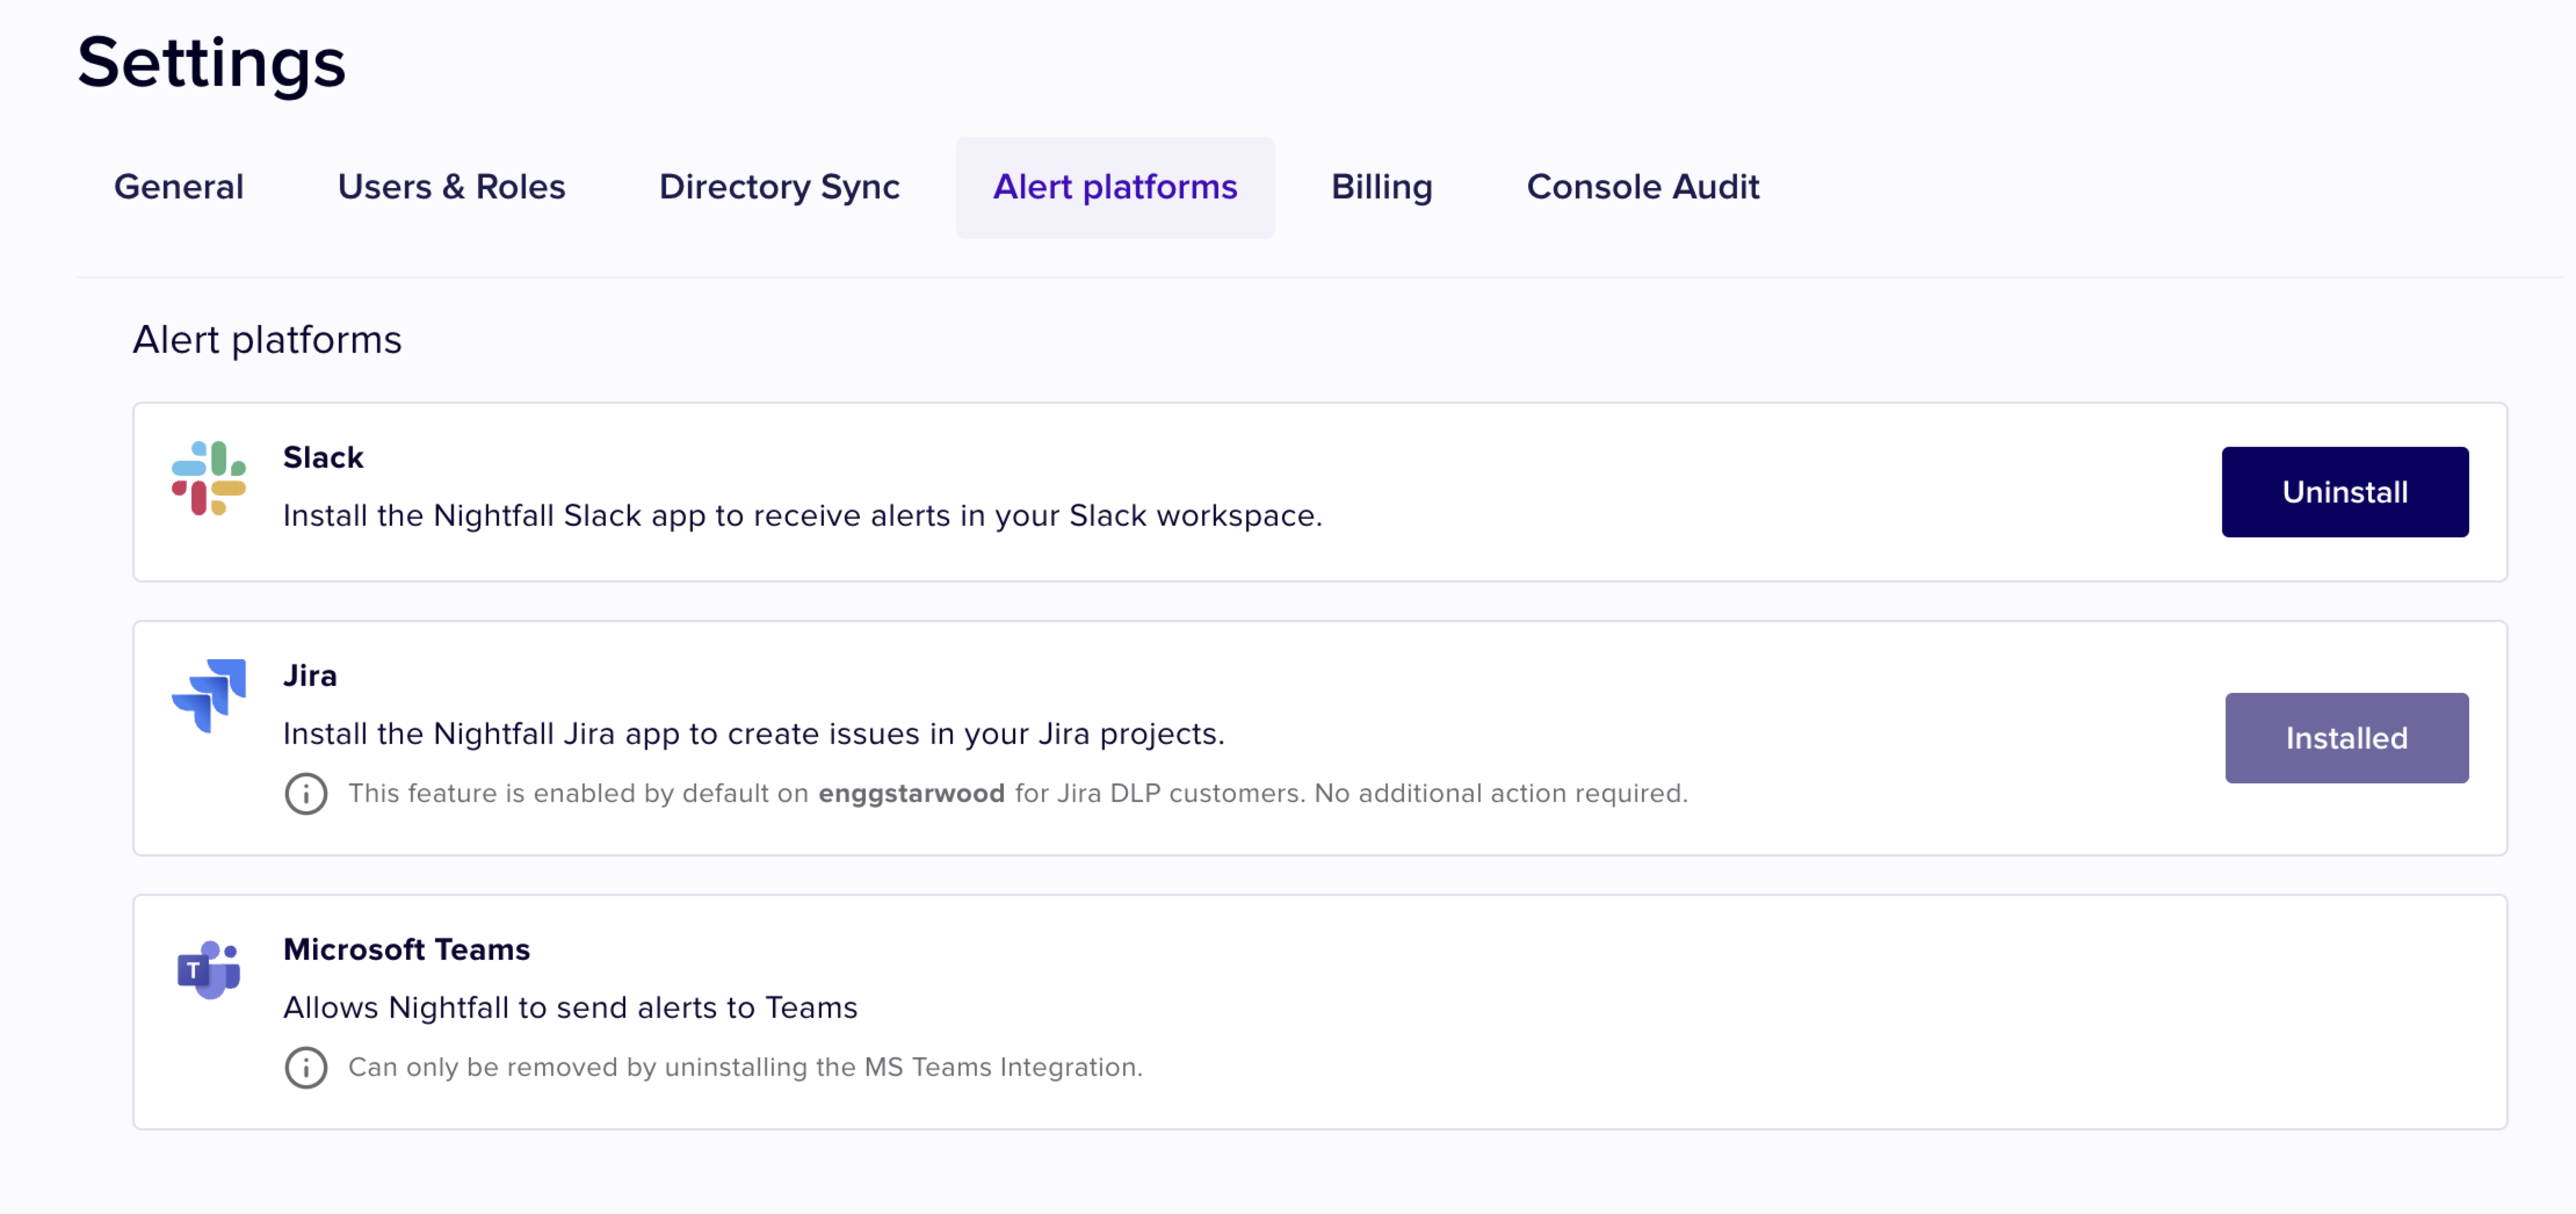 Settings
General Users & Roles Directory Sync Alert platforms Billing Console Audit
Alert platforms
Slack
Install the Nightfall Slack app to receive alerts in your Slack workspace.
Uninstall
Jira
Install the Nightfall Jira app to create issues in your Jira projects.
This feature is enabled by default on enggstarwood for Jira DLP customers. No additional action required.
Installed
T
Microsoft Teams
Allows Nightfall to send alerts to Teams
Can only be removed by uninstalling the MS Teams Integration.